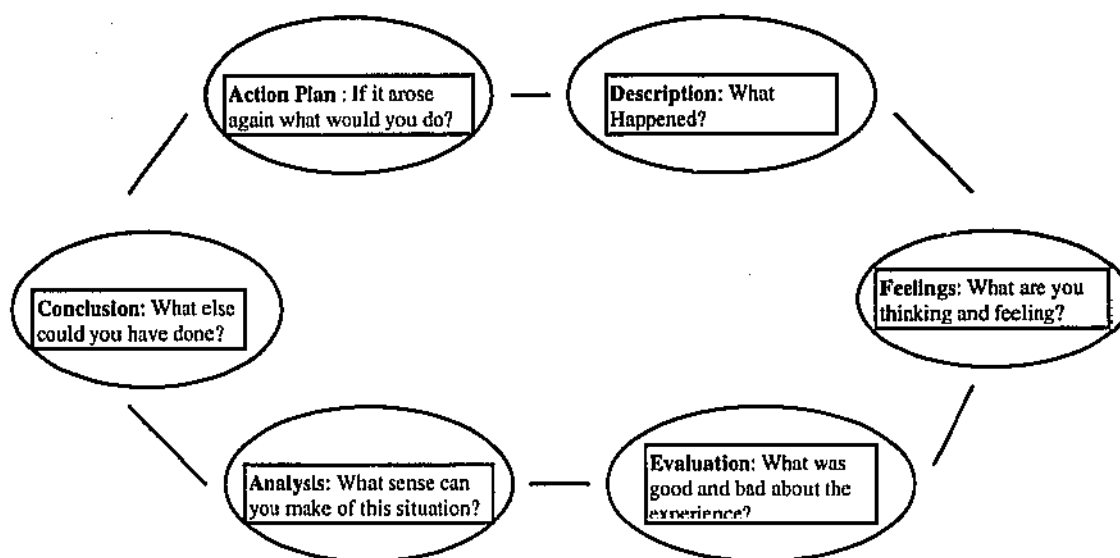 Action Plan : If it arose
again what would you do?
Description: What
Happened?
Feelings: What are you
thinking and feeling?
Evaluation: What was
good and bad about the
experience?
Analysis: What sense can
you make of this situation?
Conclusion: What else
could you have done?